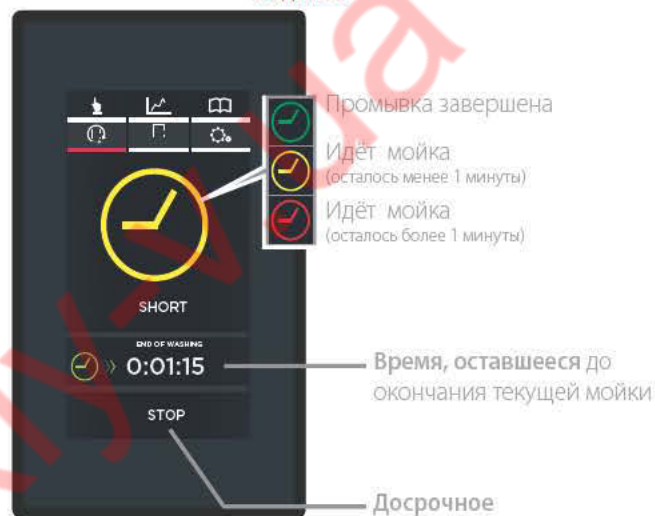 Промывка завершена
Идёт мойка
(осталось менее 1 минуты)
Идёт мойка
(осталось более 1 минуты)
SHORT
END OF WASHING
0:01:15
Время, оставшееся до
окончания текущей мойки
STOP
Досрочное